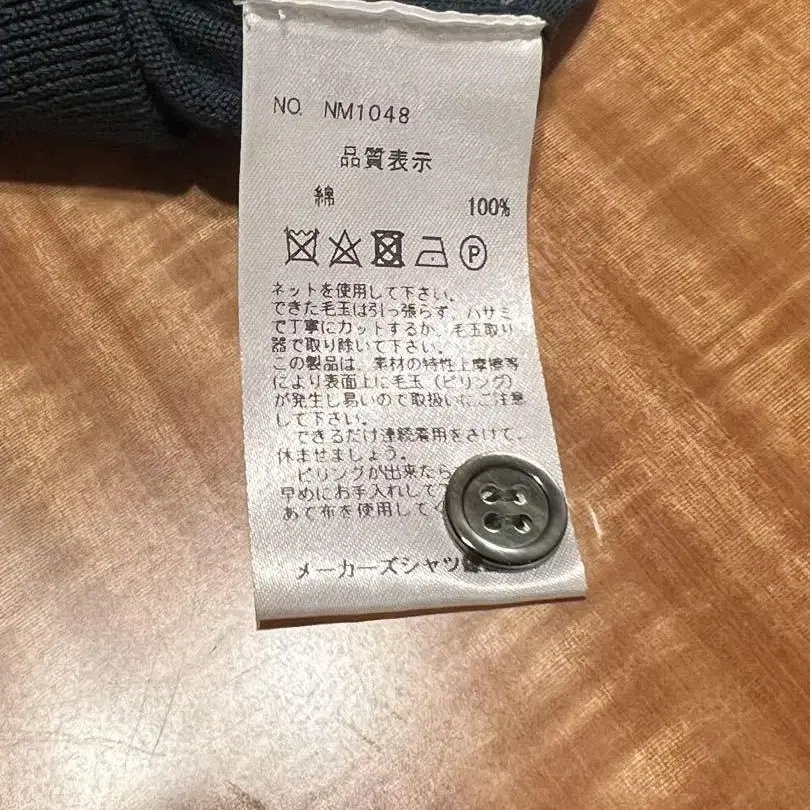 NO. NM1048
品質表示
綿 100%
P
ネットを使用して下さい。
できた毛玉は引っ張らず、ハサミ
で丁寧にカットするか、毛玉取り
器で取り除いて下さい。
この製品は、素材の特性上摩擦等
により表面上に毛玉（ピリング）
が発生し易いので取扱いにご注意
して下さい。
できるだけ連続着用をさけて、
休ませましょう。
ピリングが出来たら
早めにお手入れして
あて布を使用して
メーカーズシャツ